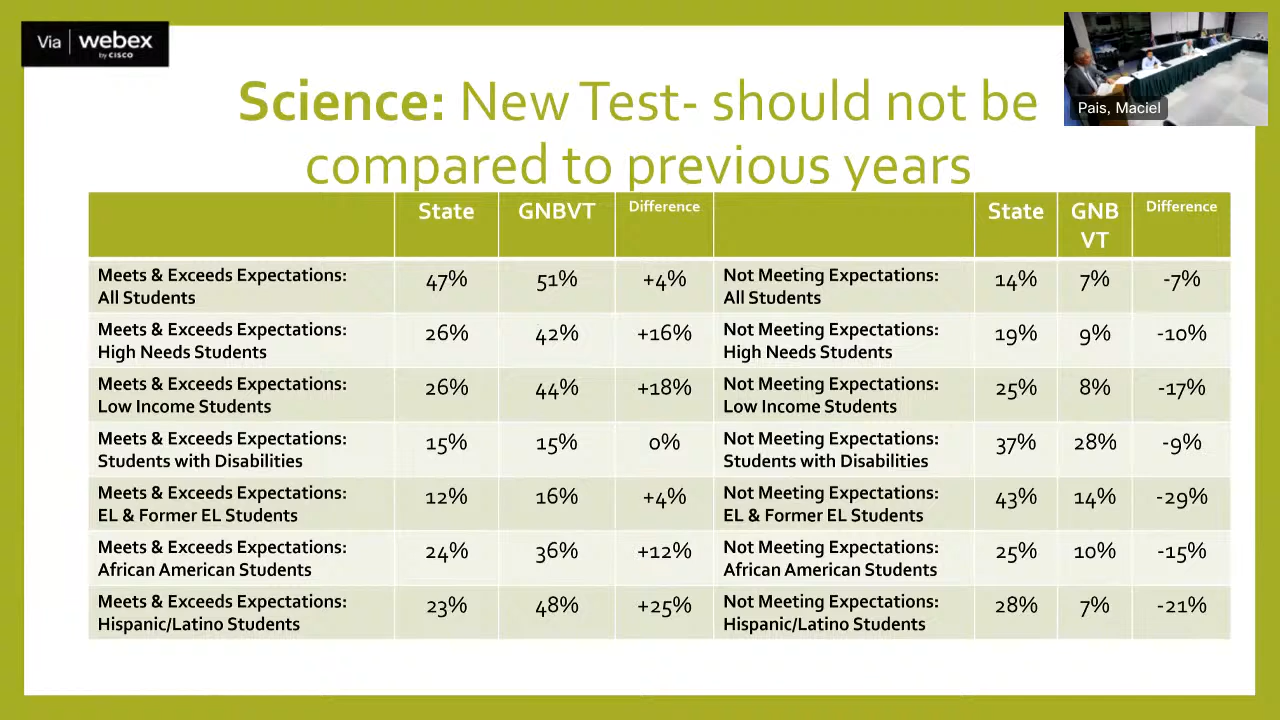 Via webex
by CISCO
Pais, Maciel
Science: New Test- should not be
compared to previous years
State GNBVT Difference State GNB Difference
VT
Meets & Exceeds Expectations: 47% 51% +4% Not Meeting Expectations: 14% 7% -7%
All Students All Students
Meets & Exceeds Expectations: 26% 42% +16% Not Meeting Expectations: 19% 9% -10%
High Needs Students High Needs Students
Meets & Exceeds Expectations: 26% 44% +18% Not Meeting Expectations: 25% 8% -17%
Low Income Students Low Income Students
Meets & Exceeds Expectations: 15% 15% 0% Not Meeting Expectations: 37% 28% -9%
Students with Disabilities Students with Disabilities
Meets & Exceeds Expectations: 12% 16% +4% Not Meeting Expectations: 43% 14% -29%
EL & Former EL Students EL & Former EL Students
Meets & Exceeds Expectations: 24% 36% +12% Not Meeting Expectations: 25% 10% -15%
African American Students African American Students
Meets & Exceeds Expectations: 23% 48% +25% Not Meeting Expectations: 28% 7% -21%
Hispanic/Latino Students Hispanic/Latino Students